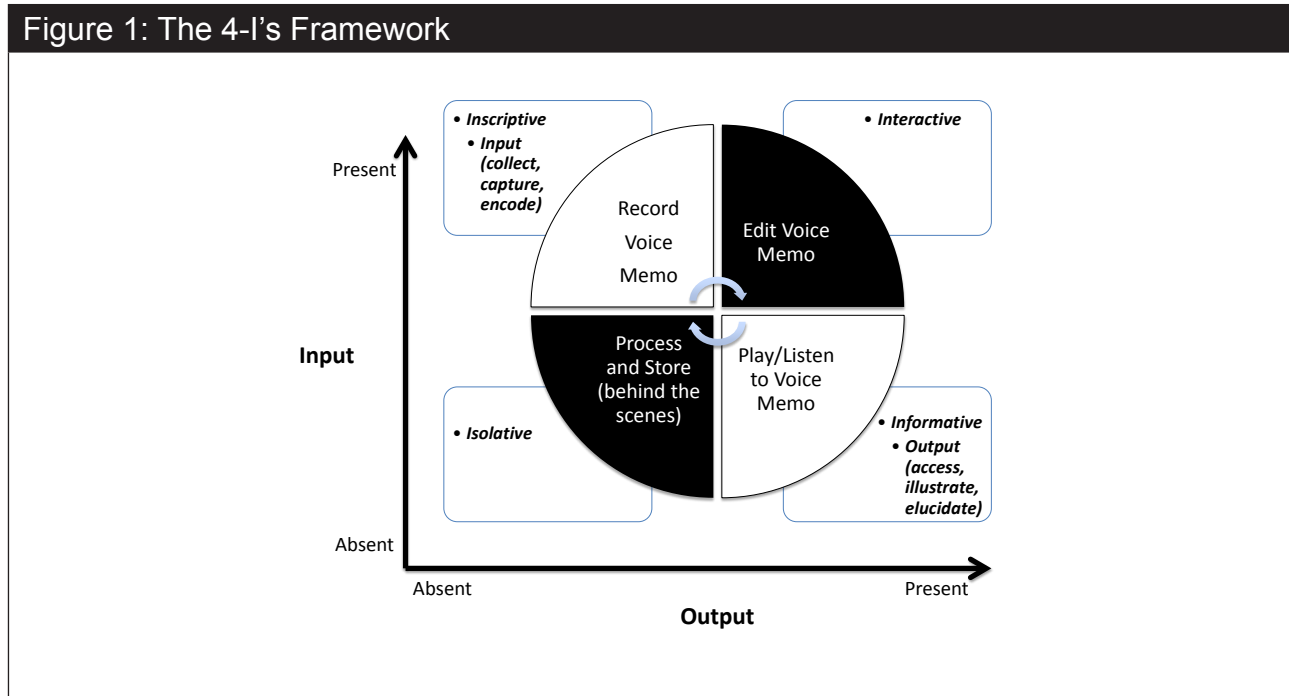 Figure 1: The 4-I's Framework
• Inscriptive
• Input
(collect,
capture,
encode)
• Interactive
Present
Record
Voice
Memo
Edit Voice
Memo
Input
Process
and Store
(behind the
scenes)
Play/Listen
to Voice
Memo
• Isolative
• Informative
• Output
(access,
illustrate,
elucidate)
Absent
Absent
Present
Output